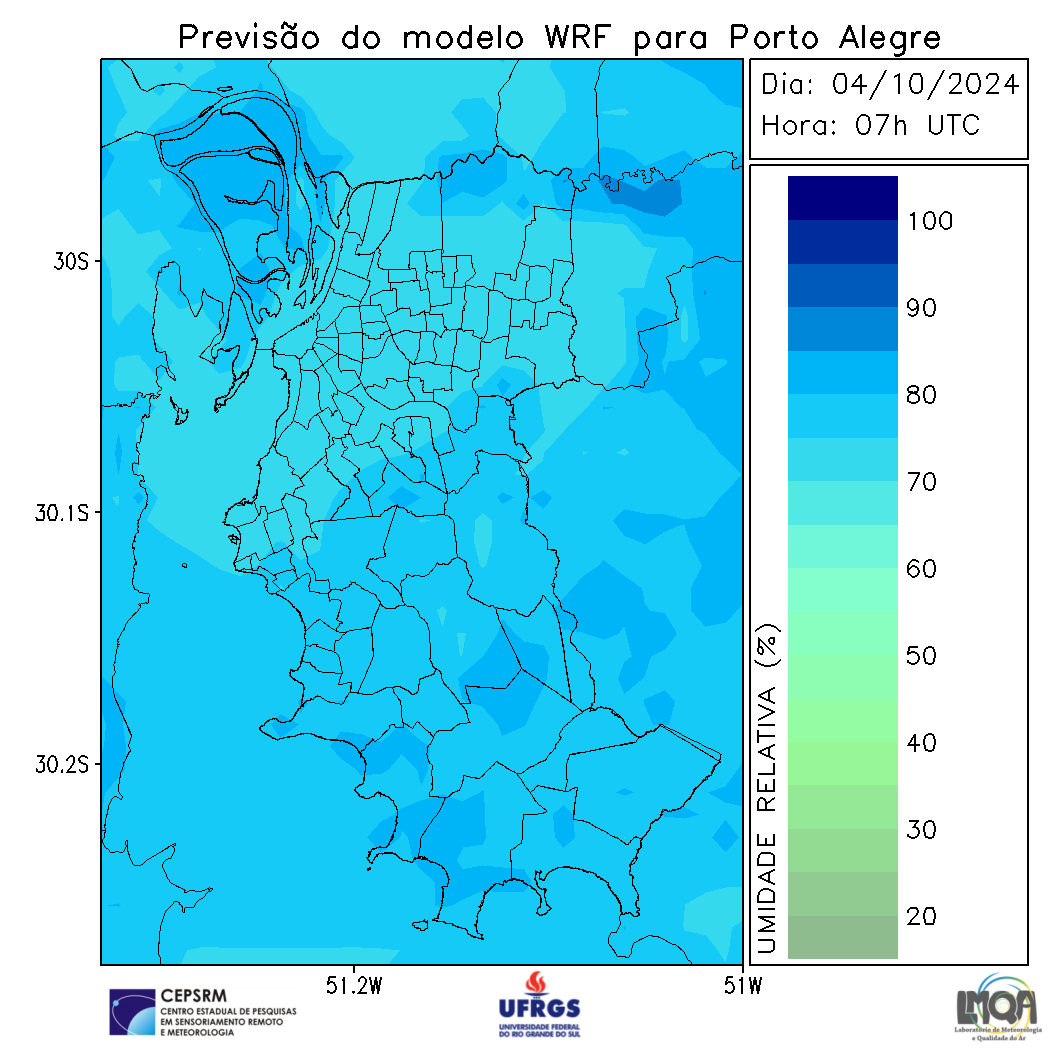 Previsão do modelo WRF para Porto Alegre
Dia: 04/10/2024
Hora: 07h UTC
30S
30.1S
30.2S
51.2W
51W
UMIDADE RELATIVA (%)
100
90
80
70
60
50
40
30
20
CEPSRM
CENTRO ESTADUAL DE PESQUISAS
EM SENSORIAMENTO REMOTO
E METEOROLOGIA
UFRGS
UNIVERSIDADE FEDERAL
DO RIO GRANDE DO SUL
LMQA
Laboratório de Meteorologia
e Qualidade do Ar